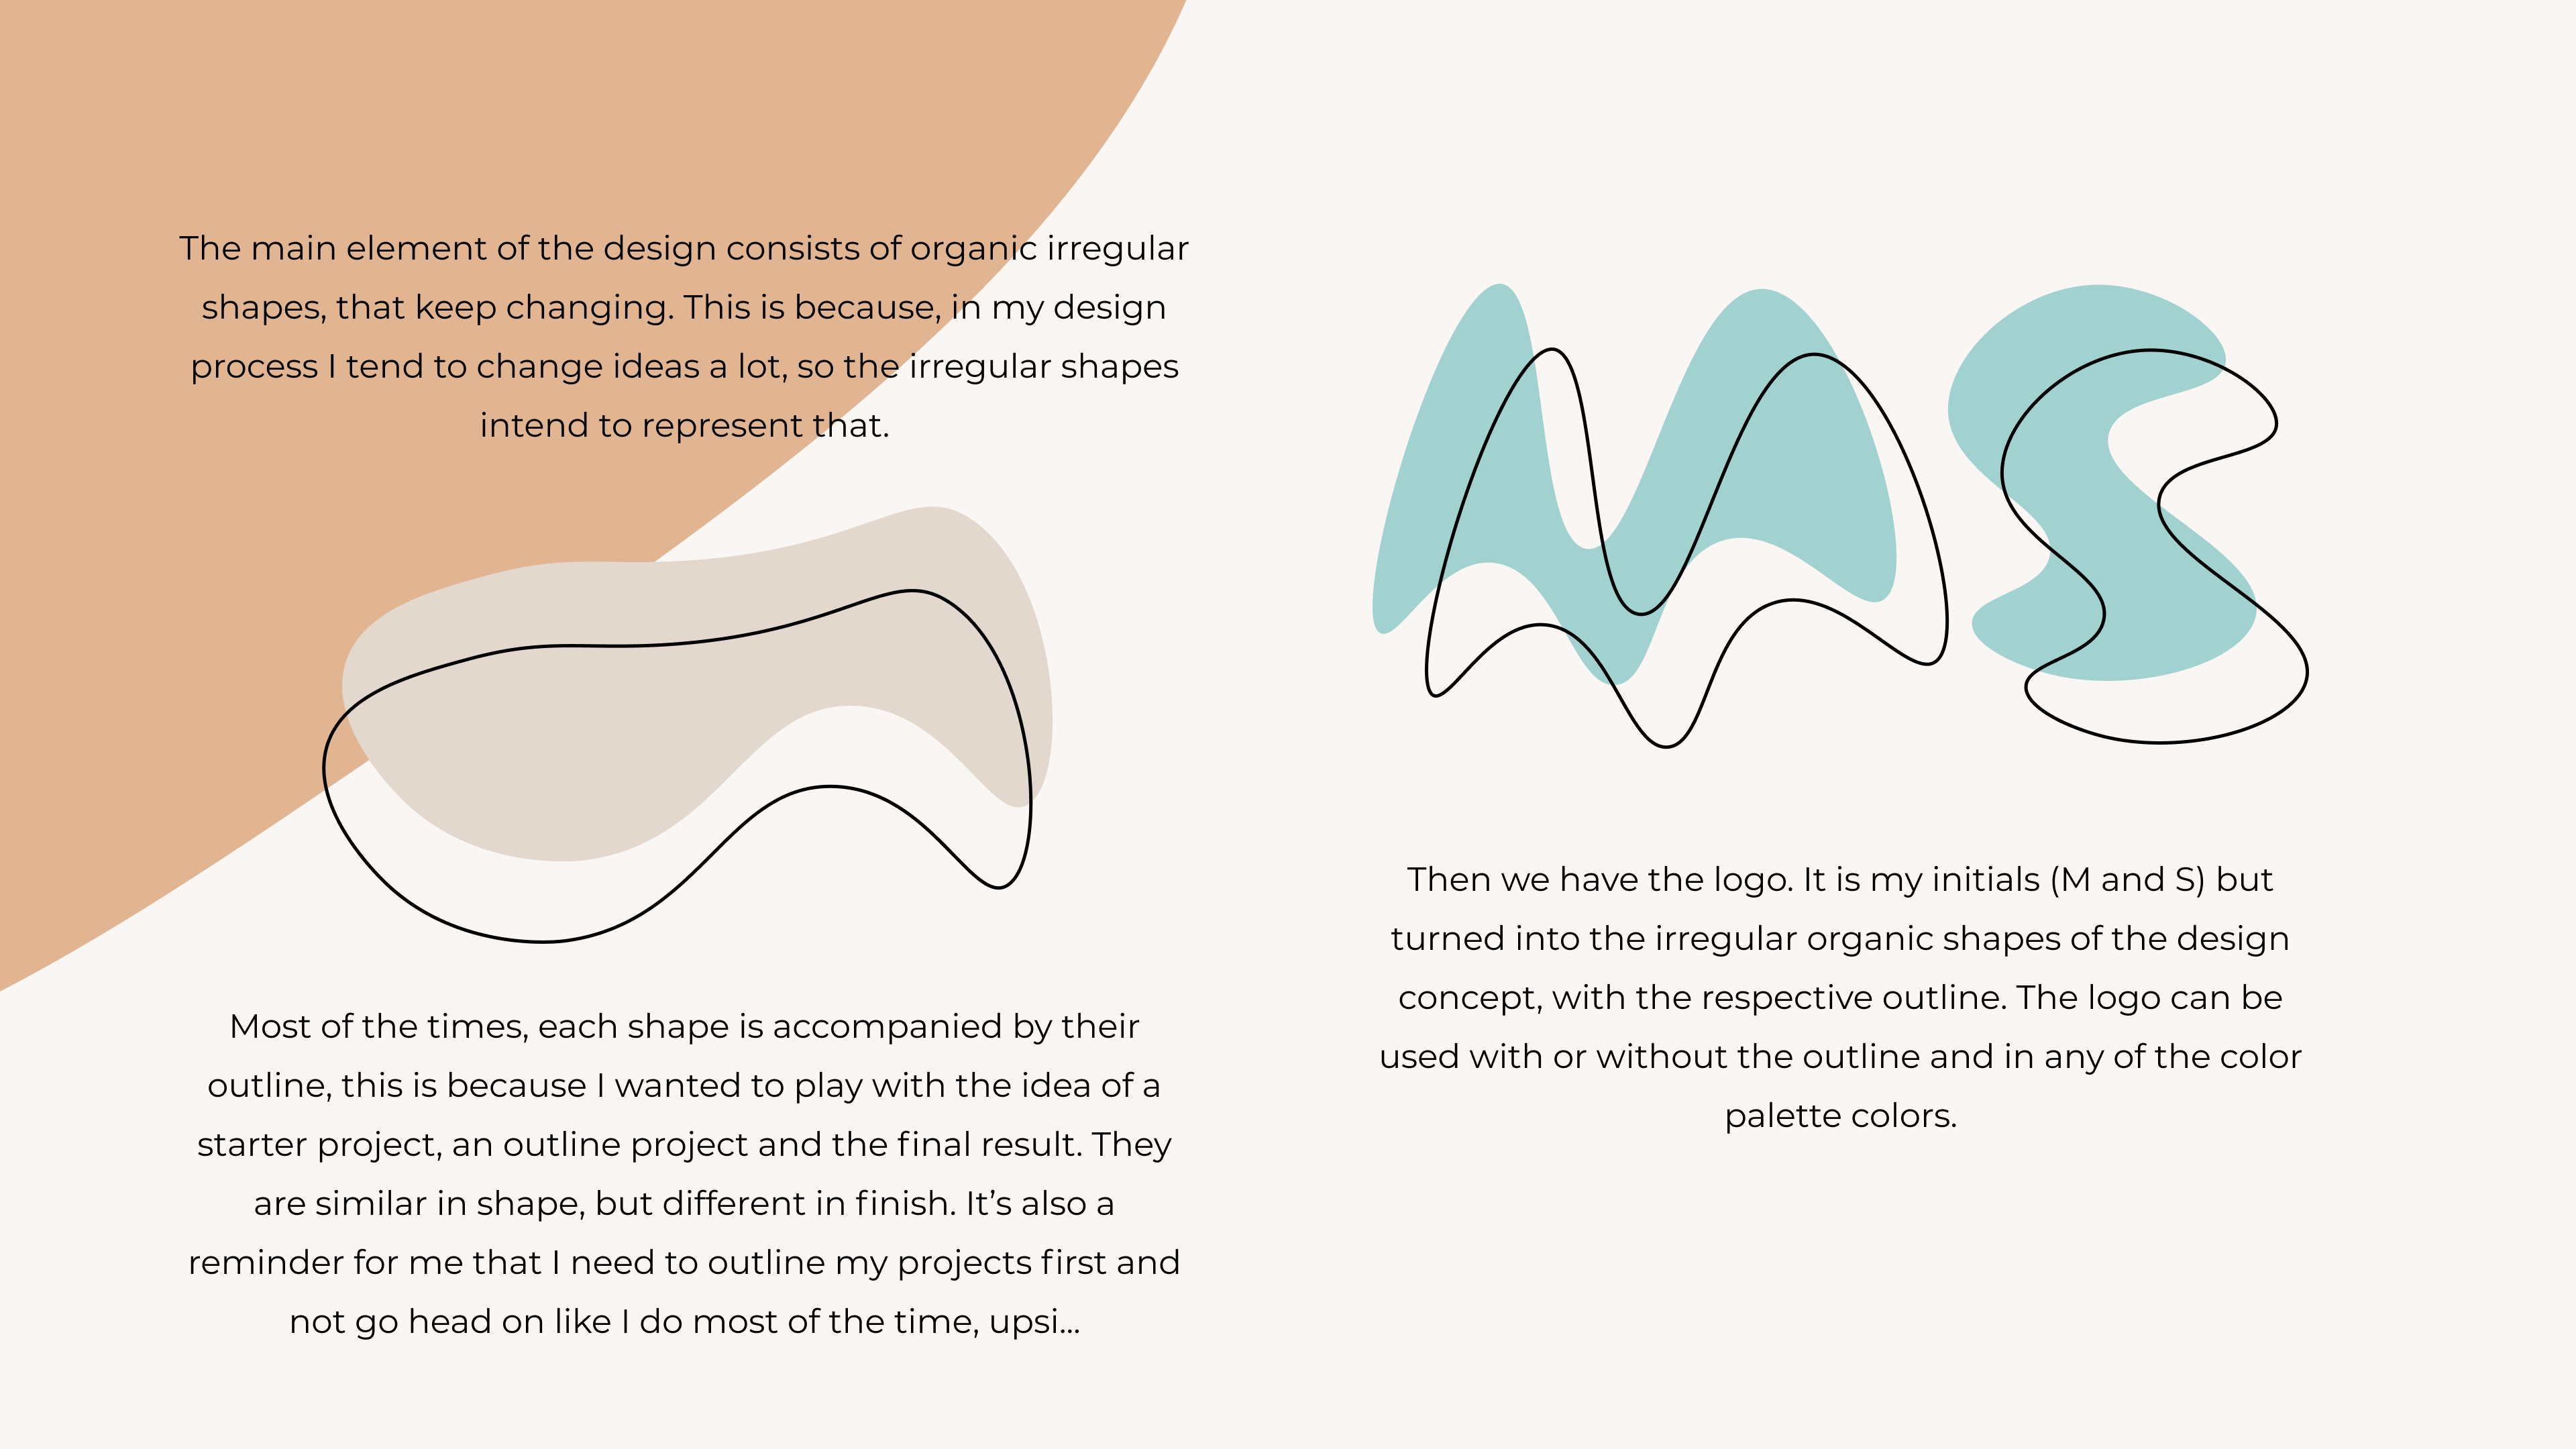 The main element of the design consists of organic irregular
shapes, that keep changing. This is because, in my design
process I tend to change ideas a lot, so the irregular shapes
intend to represent that.
Most of the times, each shape is accompanied by their
outline, this is because I wanted to play with the idea of a
starter project, an outline project and the final result. They
are similar in shape, but different in finish. It’s also a
reminder for me that I need to outline my projects first and
not go head on like I do most of the time, upsi...
MS
Then we have the logo. It is my initials (M and S) but
turned into the irregular organic shapes of the design
concept, with the respective outline. The logo can be
used with or without the outline and in any of the color
palette colors.